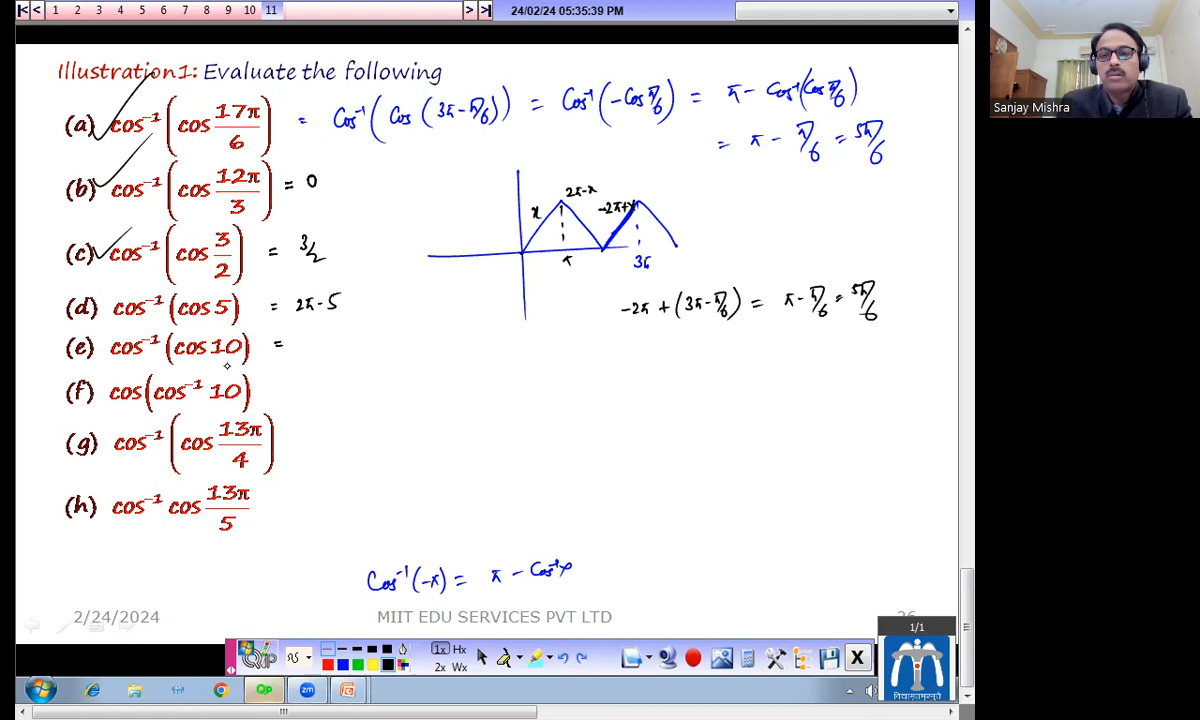 1 2 3 4 5 6 7 8 9 10 11
24/02/24 05:35:39 PM
Sanjay Mishra
Illustration1: Evaluate the following
(a) cos⁻¹(cos 17π/6) = Cos⁻¹(Cos (3π - π/6)) = Cos⁻¹(-Cos π/6) = π - Cos⁻¹(Cos π/6)
= π - π/6 = 5π/6
(b) cos⁻¹(cos 12π/3) = 0
x 2π-x -2π+x
π 3π
(c) cos⁻¹(cos 3/2) = 3/2
(d) cos⁻¹(cos 5) = 2π - 5
-2π + (3π - π/6) = π - π/6 = 5π/6
(e) cos⁻¹(cos 10) =
(f) cos(cos⁻¹ 10)
(g) cos⁻¹(cos 13π/4)
(h) cos⁻¹ cos 13π/5
Cos⁻¹(-x) = π - Cos⁻¹x
2/24/2024 MIIT EDU SERVICES PVT LTD 26
1/1
1x Hx
2x Wx
X
QP
zm